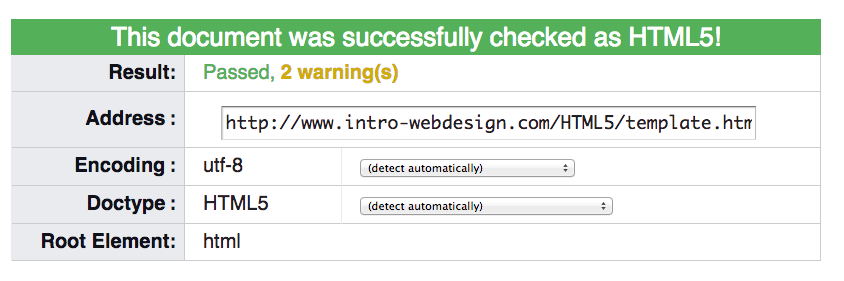 This document was successfully checked as HTML5!
Result: Passed, 2 warning(s)
Address : http://www.intro-webdesign.com/HTML5/template.htm
Encoding : utf-8 (detect automatically)
Doctype : HTML5 (detect automatically)
Root Element: html